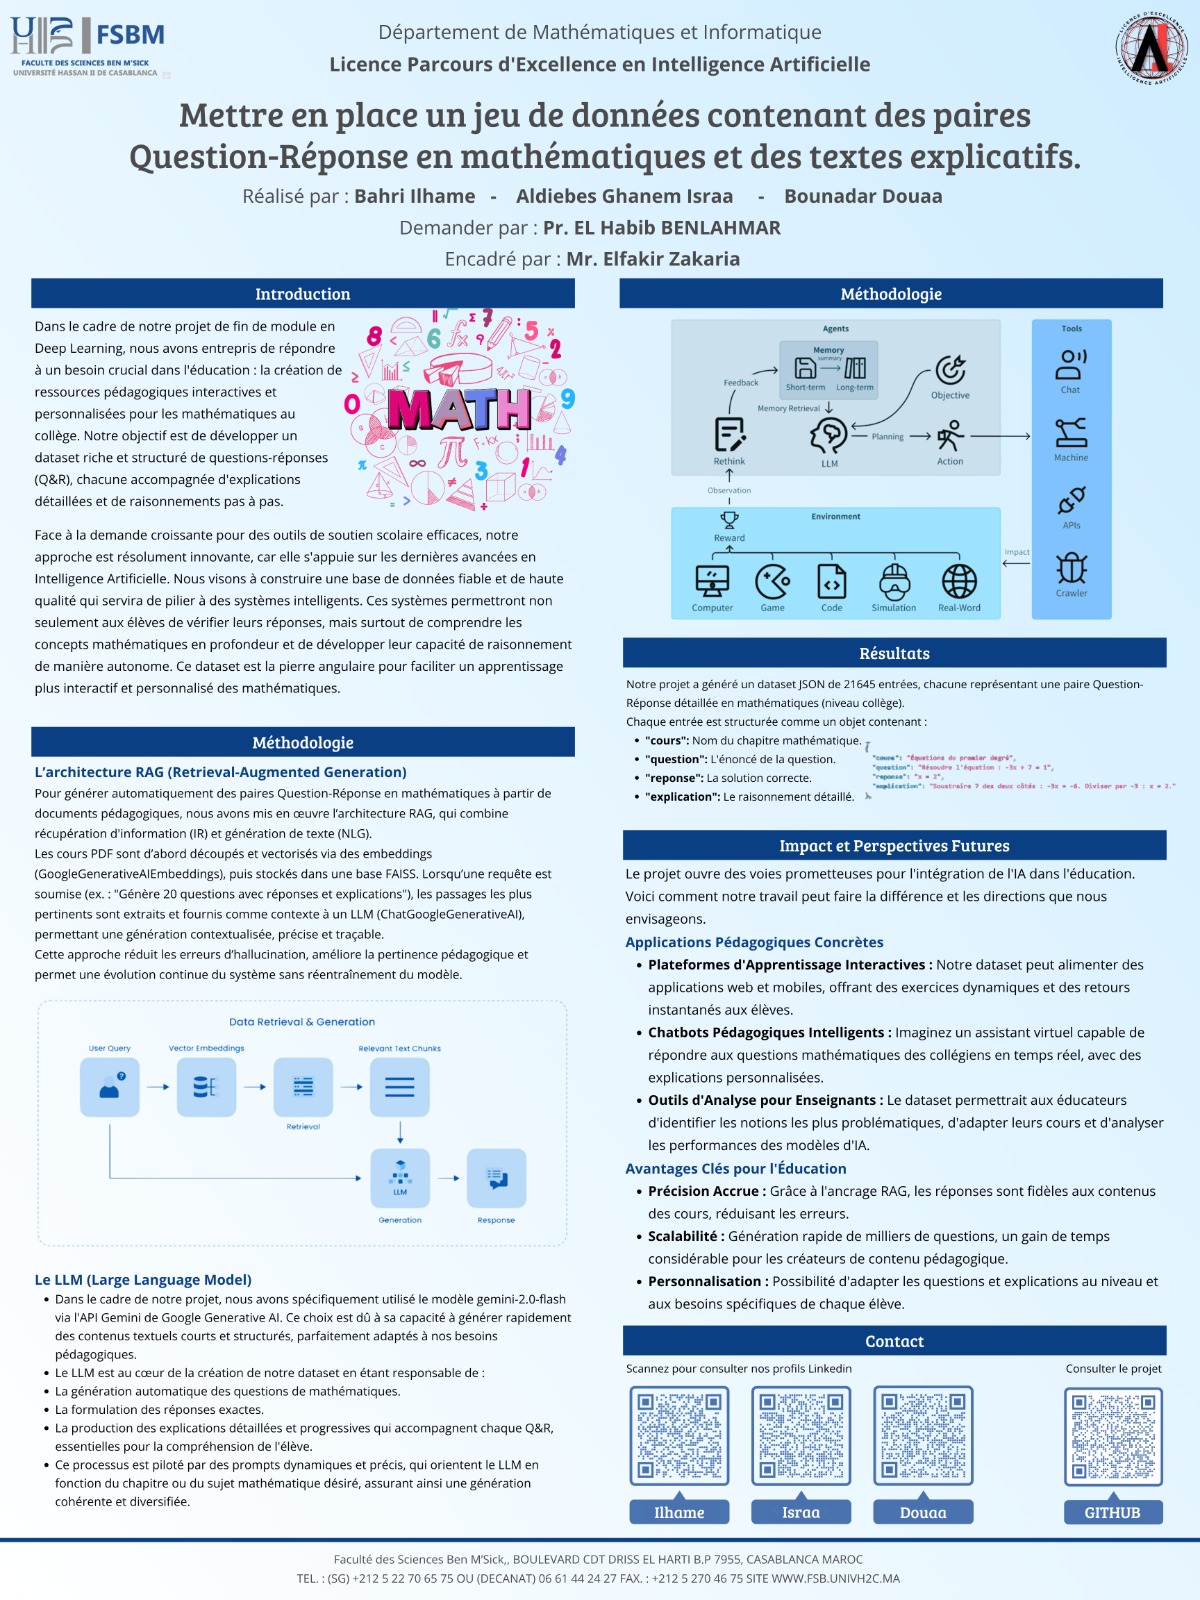 FSBM
FACULTE DES SCIENCES BEN M'SICK
UNIVERSITÉ HASSAN II DE CASABLANCA
Département de Mathématiques et Informatique
Licence Parcours d'Excellence en Intelligence Artificielle
LICENCE D'EXCELLENCE
INTELLIGENCE ARTIFICIELLE
Mettre en place un jeu de données contenant des paires
Question-Réponse en mathématiques et des textes explicatifs.
Réalisé par : Bahri Ilhame - Aldiebes Ghanem Israa - Bounadar Douaa
Demander par : Pr. EL Habib BENLAHMAR
Encadré par : Mr. Elfakir Zakaria
Introduction
Dans le cadre de notre projet de fin de module en
Deep Learning, nous avons entrepris de répondre
à un besoin crucial dans l'éducation : la création de
ressources pédagogiques interactives et
personnalisées pour les mathématiques au
collège. Notre objectif est de développer un
dataset riche et structuré de questions-réponses
(Q&R), chacune accompagnée d'explications
détaillées et de raisonnements pas à pas.
MATH
Face à la demande croissante pour des outils de soutien scolaire efficaces, notre
approche est résolument innovante, car elle s'appuie sur les dernières avancées en
Intelligence Artificielle. Nous visons à construire une base de données fiable et de haute
qualité qui servira de pilier à des systèmes intelligents. Ces systèmes permettront non
seulement aux élèves de vérifier leurs réponses, mais surtout de comprendre les
concepts mathématiques en profondeur et de développer leur capacité de raisonnement
de manière autonome. Ce dataset est la pierre angulaire pour faciliter un apprentissage
plus interactif et personnalisé des mathématiques.
Méthodologie
L'architecture RAG (Retrieval-Augmented Generation)
Pour générer automatiquement des paires Question-Réponse en mathématiques à partir de
documents pédagogiques, nous avons mis en œuvre l'architecture RAG, qui combine
récupération d'information (IR) et génération de texte (NLG).
Les cours PDF sont d'abord découpés et vectorisés via des embeddings
(GoogleGenerativeAIEmbeddings), puis stockés dans une base FAISS. Lorsqu'une requête est
soumise (ex. : "Génère 20 questions avec réponses et explications"), les passages les plus
pertinents sont extraits et fournis comme contexte à un LLM (ChatGoogleGenerativeAI),
permettant une génération contextualisée, précise et traçable.
Cette approche réduit les erreurs d'hallucination, améliore la pertinence pédagogique et
permet une évolution continue du système sans réentraînement du modèle.
Data Retrieval & Generation
User Query Vector Embeddings Relevant Text Chunks
Retrieval
LLM
Generation Response
Le LLM (Large Language Model)
• Dans le cadre de notre projet, nous avons spécifiquement utilisé le modèle gemini-2.0-flash
via l'API Gemini de Google Generative AI. Ce choix est dû à sa capacité à générer rapidement
des contenus textuels courts et structurés, parfaitement adaptés à nos besoins
pédagogiques.
• Le LLM est au cœur de la création de notre dataset en étant responsable de :
• La génération automatique des questions de mathématiques.
• La formulation des réponses exactes.
• La production des explications détaillées et progressives qui accompagnent chaque Q&R,
essentielles pour la compréhension de l'élève.
• Ce processus est piloté par des prompts dynamiques et précis, qui orientent le LLM en
fonction du chapitre ou du sujet mathématique désiré, assurant ainsi une génération
cohérente et diversifiée.
Méthodologie
Agents
Tools
Memory
Summary
Short-term Long-term
Feedback
Memory Retrieval
Objective
Chat
Planning
Rethink
LLM
Action
Machine
Observation
Reward
Environment
APIs
Impact
Computer Game Code Simulation Real-Word
Crawler
Résultats
Notre projet a généré un dataset JSON de 21645 entrées, chacune représentant une paire Question-
Réponse détaillée en mathématiques (niveau collège).
Chaque entrée est structurée comme un objet contenant :
• "cours": Nom du chapitre mathématique.
• "question": L'énoncé de la question.
• "reponse": La solution correcte.
• "explication": Le raisonnement détaillé.
{
"cours": "Équations du premier degré",
"question": "Résoudre l'équation : -3x + 7 = 1",
"reponse": "x = 2",
"explication": "Soustraire 7 des deux côtés : -3x = -6. Diviser par -3 : x = 2."
}
Impact et Perspectives Futures
Le projet ouvre des voies prometteuses pour l'intégration de l'IA dans l'éducation.
Voici comment notre travail peut faire la différence et les directions que nous
envisageons.
Applications Pédagogiques Concrètes
• Plateformes d'Apprentissage Interactives : Notre dataset peut alimenter des
applications web et mobiles, offrant des exercices dynamiques et des retours
instantanés aux élèves.
• Chatbots Pédagogiques Intelligents : Imaginez un assistant virtuel capable de
répondre aux questions mathématiques des collégiens en temps réel, avec des
explications personnalisées.
• Outils d'Analyse pour Enseignants : Le dataset permettrait aux éducateurs
d'identifier les notions les plus problématiques, d'adapter leurs cours et d'analyser
les performances des modèles d'IA.
Avantages Clés pour l'Éducation
• Précision Accrue : Grâce à l'ancrage RAG, les réponses sont fidèles aux contenus
des cours, réduisant les erreurs.
• Scalabilité : Génération rapide de milliers de questions, un gain de temps
considérable pour les créateurs de contenu pédagogique.
• Personnalisation : Possibilité d'adapter les questions et explications au niveau et
aux besoins spécifiques de chaque élève.
Contact
Scannez pour consulter nos profils Linkedin Consulter le projet
Ilhame Israa Douaa GITHUB
Faculté des Sciences Ben M'Sick,, BOULEVARD CDT DRISS EL HARTI B.P 7955, CASABLANCA MAROC
TEL. : (SG) +212 5 22 70 65 75 OU (DECANAT) 06 61 44 24 27 FAX. : +212 5 270 46 75 SITE WWW.FSB.UNIVH2C.MA